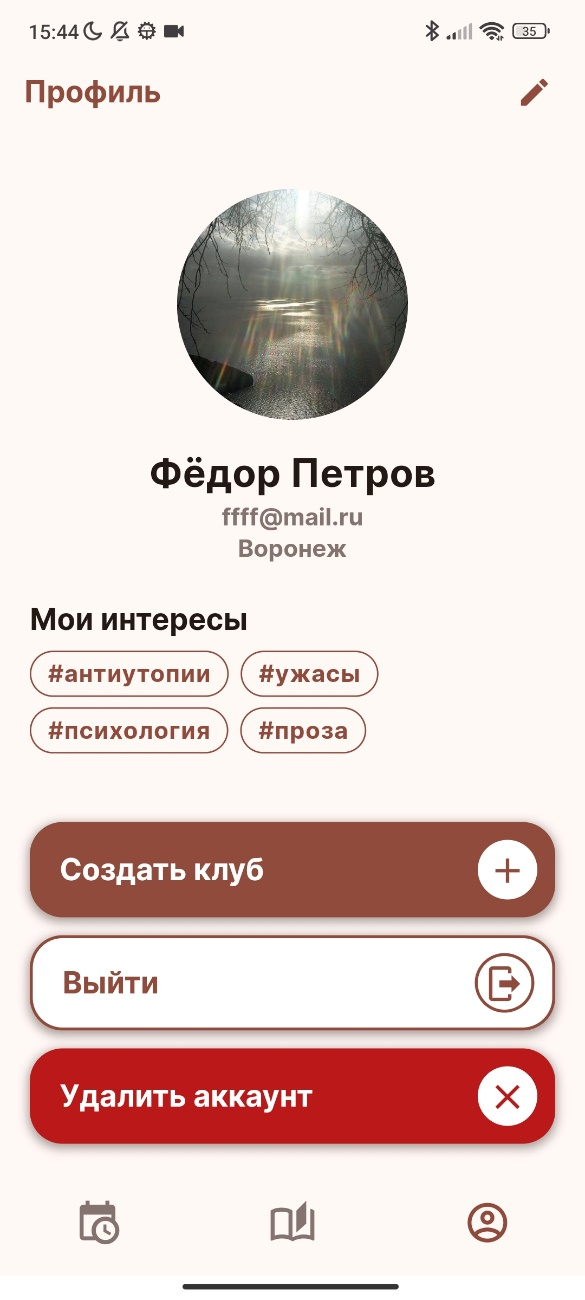 15:44 35
Профиль
Фёдор Петров
ffff@mail.ru
Воронеж
Мои интересы
#антиутопии #ужасы
#психология #проза
Создать клуб
Выйти
Удалить аккаунт